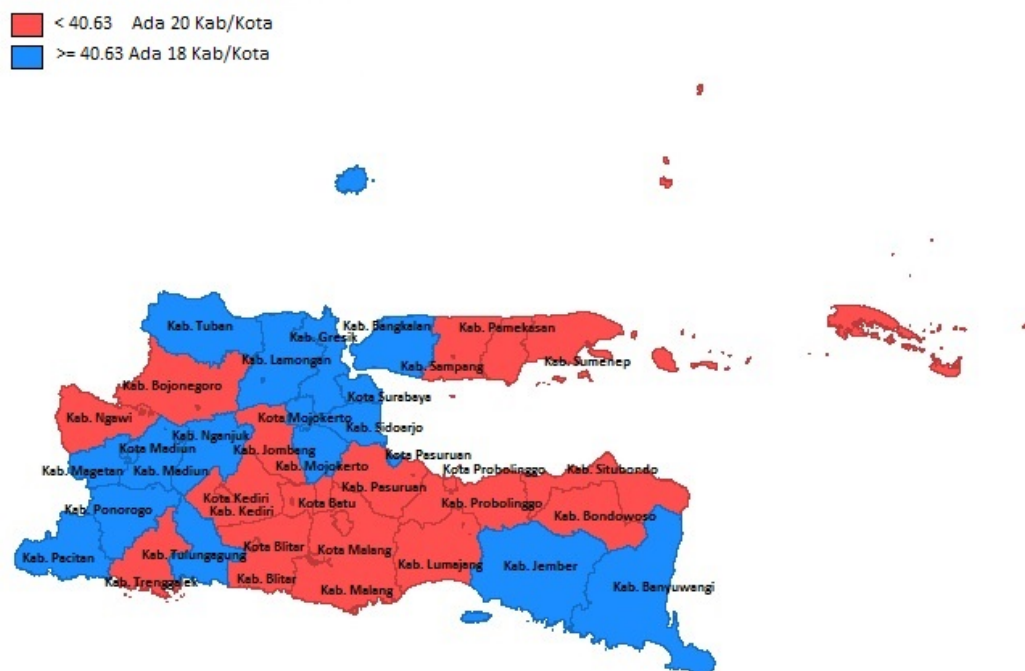 < 40.63 Ada 20 Kab/Kota
>= 40.63 Ada 18 Kab/Kota
Kab. Tuban
Kab. Bangkalan
Kab. Pamekasan
Kab. Gresik
Kab. Lamongan
Kab. Sampang
Kab. Sumenep
Kab. Bojonegoro
Kota Surabaya
Kab. Ngawi
Kota Mojokerto
Kab. Sidoarjo
Kab. Nganjuk
Kota Madiun
Kab. Jombang
Kota Pasuruan
Kab. Magetan
Kab. Madiun
Kab. Mojokerto
Kota Probolinggo
Kab. Situbondo
Kab. Pasuruan
Kota Kediri
Kota Batu
Kab. Probolinggo
Kab. Ponorogo
Kab. Kediri
Kab. Bondowoso
Kota Blitar
Kota Malang
Kab. Pacitan
Kab. Tulungagung
Kab. Lumajang
Kab. Jember
Kab. Trenggalek
Kab. Blitar
Kab. Malang
Kab. Banyuwangi